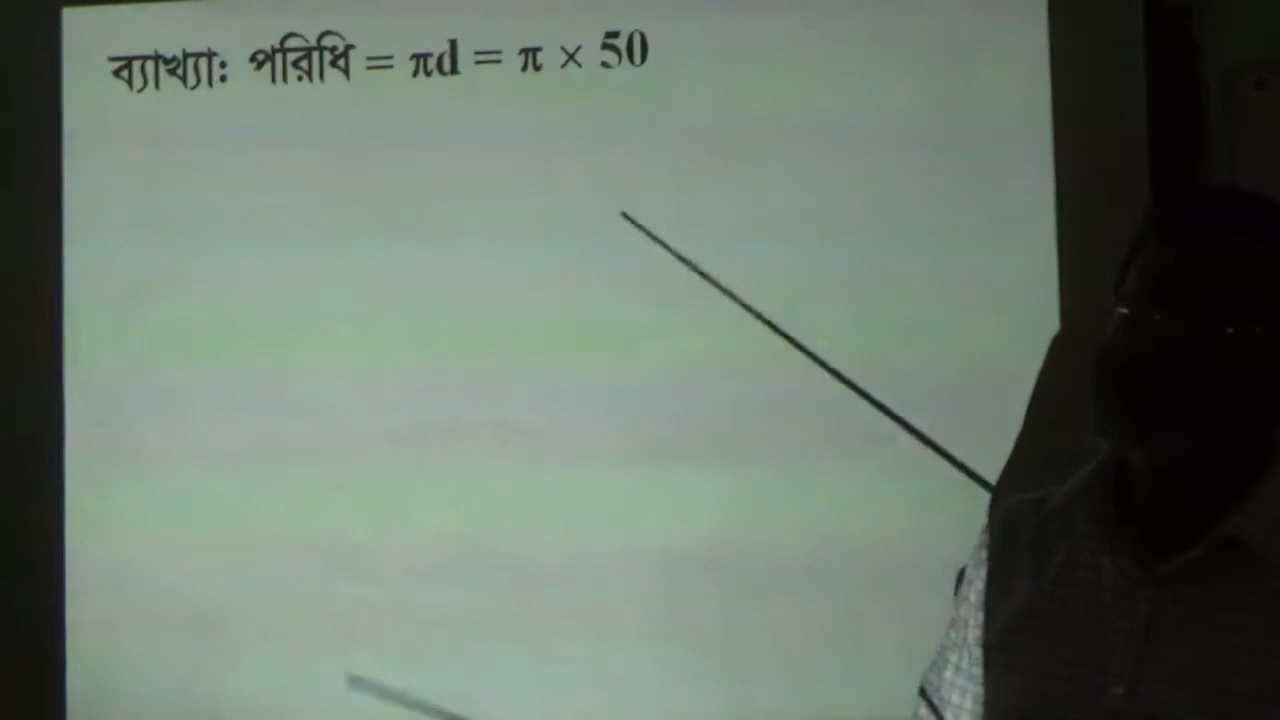 ব্যাখ্যাঃ পরিধি = πd = π × 50